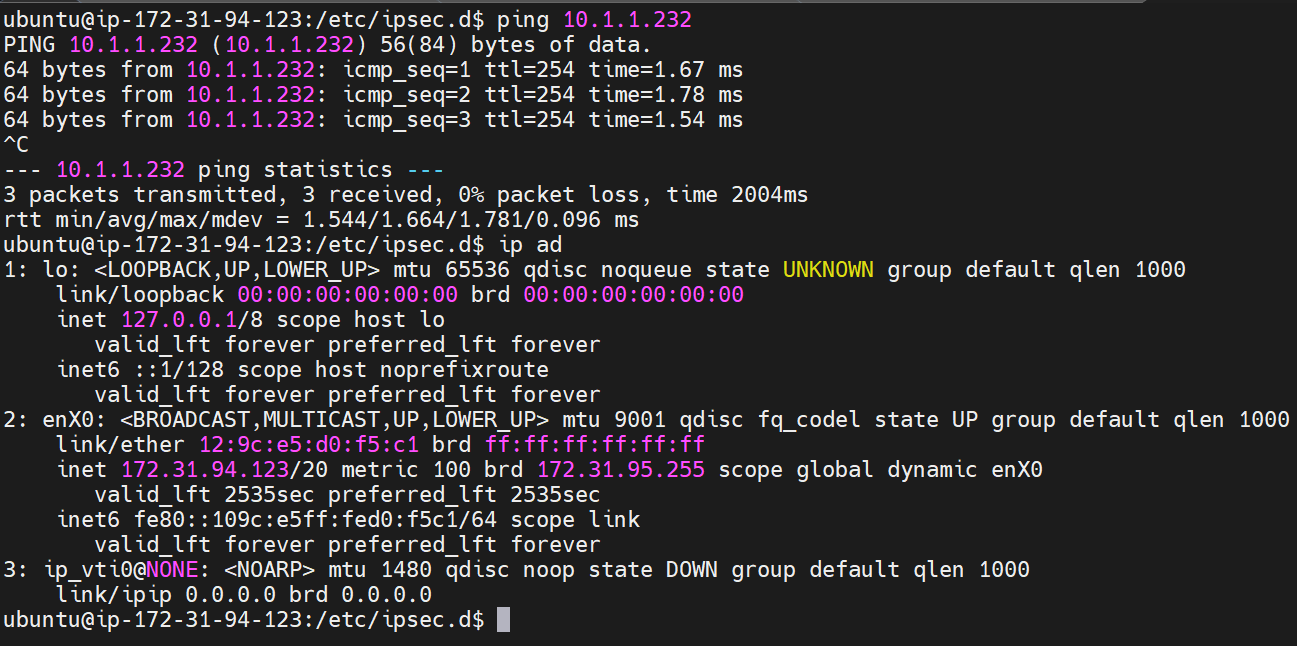 ubuntu@ip-172-31-94-123:/etc/ipsec.d$ ping 10.1.1.232
PING 10.1.1.232 (10.1.1.232) 56(84) bytes of data.
64 bytes from 10.1.1.232: icmp_seq=1 ttl=254 time=1.67 ms
64 bytes from 10.1.1.232: icmp_seq=2 ttl=254 time=1.78 ms
64 bytes from 10.1.1.232: icmp_seq=3 ttl=254 time=1.54 ms
^C
--- 10.1.1.232 ping statistics ---
3 packets transmitted, 3 received, 0% packet loss, time 2004ms
rtt min/avg/max/mdev = 1.544/1.664/1.781/0.096 ms
ubuntu@ip-172-31-94-123:/etc/ipsec.d$ ip ad
1: lo: <LOOPBACK,UP,LOWER_UP> mtu 65536 qdisc noqueue state UNKNOWN group default qlen 1000
    link/loopback 00:00:00:00:00:00 brd 00:00:00:00:00:00
    inet 127.0.0.1/8 scope host lo
       valid_lft forever preferred_lft forever
    inet6 ::1/128 scope host noprefixroute
       valid_lft forever preferred_lft forever
2: enX0: <BROADCAST,MULTICAST,UP,LOWER_UP> mtu 9001 qdisc fq_codel state UP group default qlen 1000
    link/ether 12:9c:e5:d0:f5:c1 brd ff:ff:ff:ff:ff:ff
    inet 172.31.94.123/20 metric 100 brd 172.31.95.255 scope global dynamic enX0
       valid_lft 2535sec preferred_lft 2535sec
    inet6 fe80::109c:e5ff:fed0:f5c1/64 scope link
       valid_lft forever preferred_lft forever
3: ip_vti0@NONE: <NOARP> mtu 1480 qdisc noop state DOWN group default qlen 1000
    link/ipip 0.0.0.0 brd 0.0.0.0
ubuntu@ip-172-31-94-123:/etc/ipsec.d$